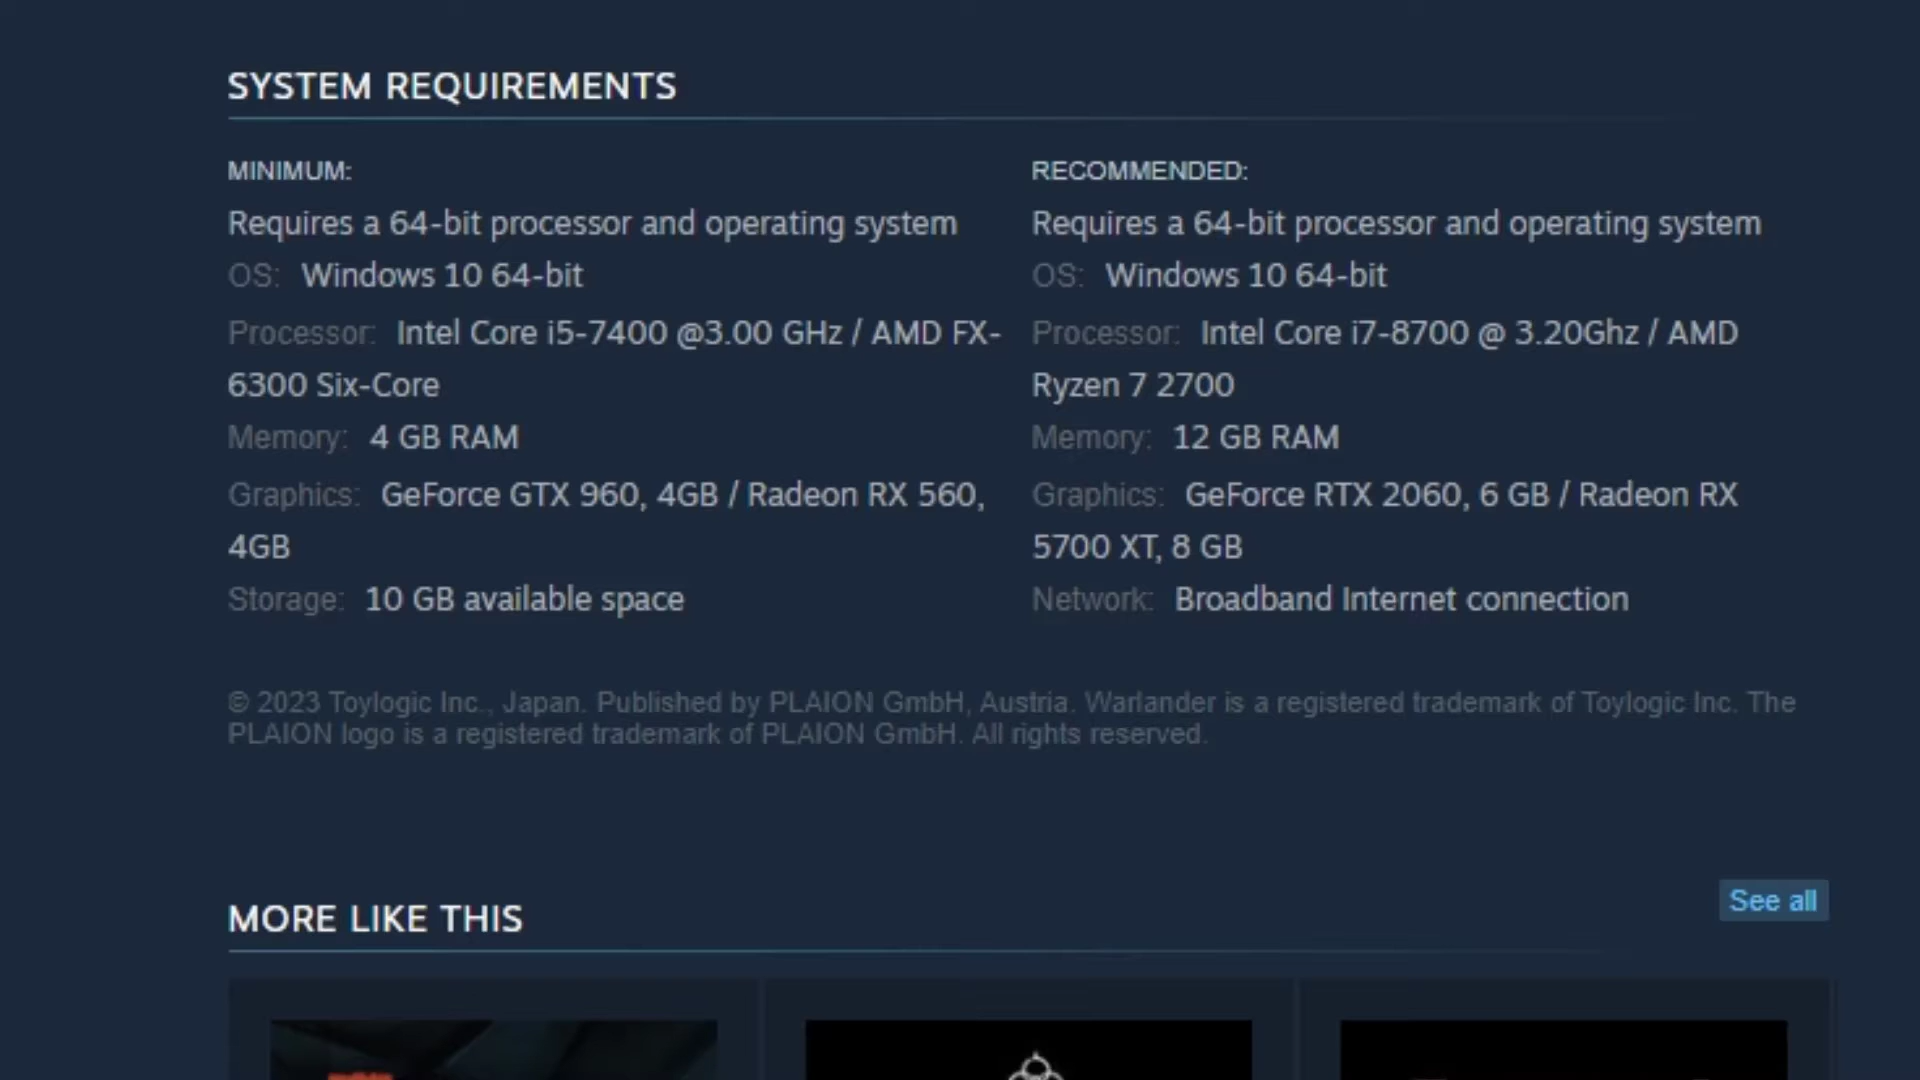 SYSTEM REQUIREMENTS
MINIMUM:
Requires a 64-bit processor and operating system
OS: Windows 10 64-bit
Processor: Intel Core i5-7400 @3.00 GHz / AMD FX-
6300 Six-Core
Memory: 4 GB RAM
Graphics: GeForce GTX 960, 4GB / Radeon RX 560,
4GB
Storage: 10 GB available space
RECOMMENDED:
Requires a 64-bit processor and operating system
OS: Windows 10 64-bit
Processor: Intel Core i7-8700 @ 3.20Ghz / AMD
Ryzen 7 2700
Memory: 12 GB RAM
Graphics: GeForce RTX 2060, 6 GB / Radeon RX
5700 XT, 8 GB
Network: Broadband Internet connection
© 2023 Toylogic Inc., Japan. Published by PLAION GmbH, Austria. Warlander is a registered trademark of Toylogic Inc. The
PLAION logo is a registered trademark of PLAION GmbH. All rights reserved.
MORE LIKE THIS
See all